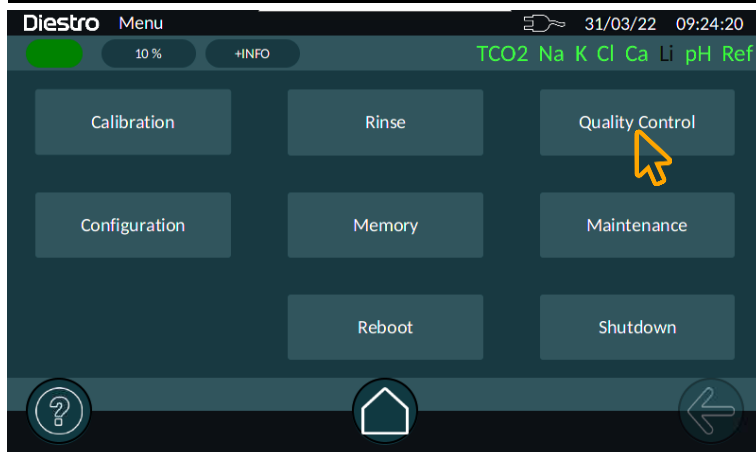 Diestro Menu 31/03/22 09:24:20
10 % +INFO TCO2 Na K Cl Ca Li pH Ref
Calibration Rinse Quality Control
Configuration Memory Maintenance
Reboot Shutdown
?